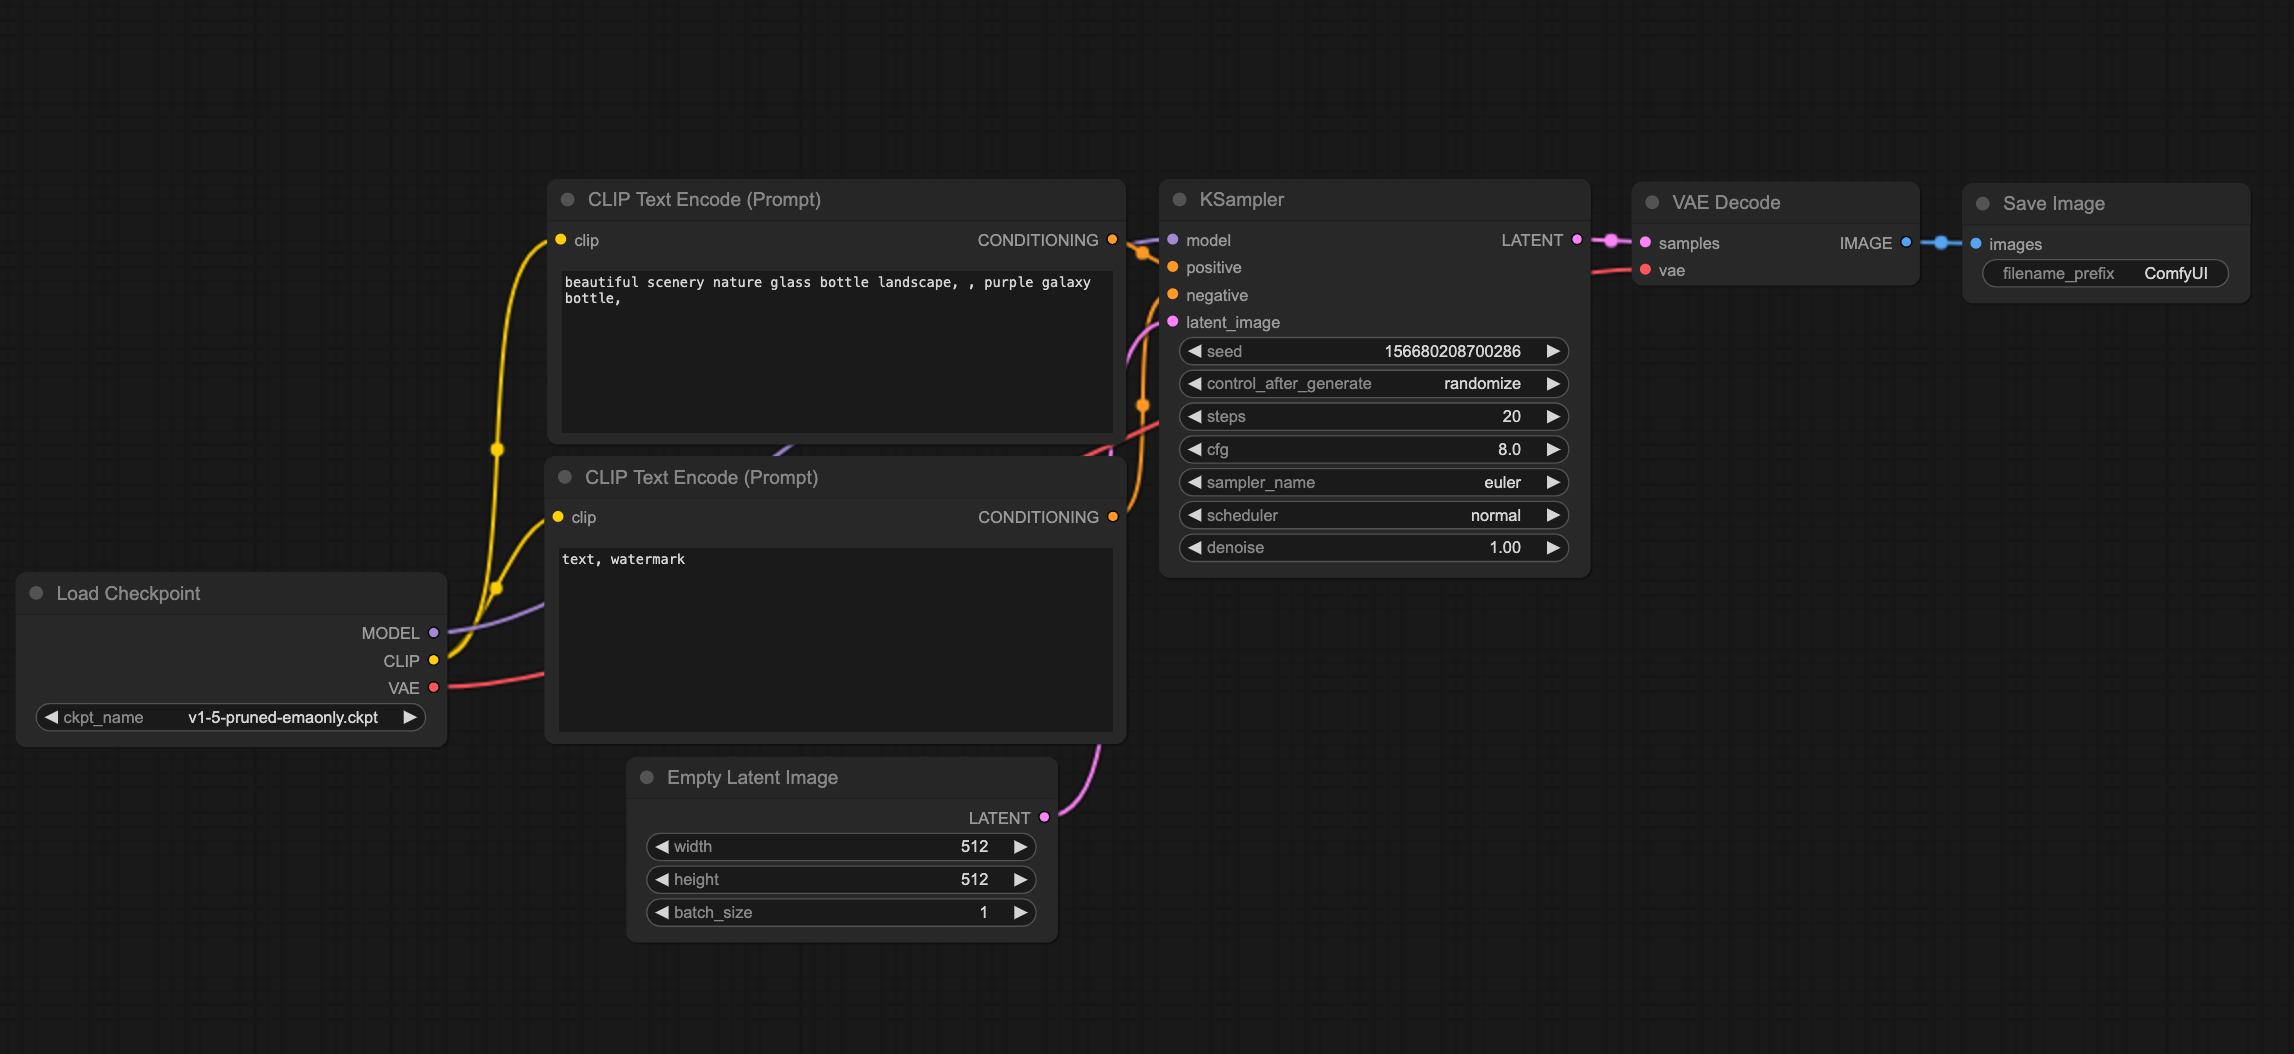 CLIP Text Encode (Prompt)
clip
CONDITIONING
beautiful scenery nature glass bottle landscape, , purple galaxy
bottle,
CLIP Text Encode (Prompt)
clip
CONDITIONING
text, watermark
Load Checkpoint
MODEL
CLIP
VAE
ckpt_name v1-5-pruned-emaonly.ckpt
Empty Latent Image
LATENT
width 512
height 512
batch_size 1
KSampler
model
LATENT
positive
negative
latent_image
seed 156680208700286
control_after_generate randomize
steps 20
cfg 8.0
sampler_name euler
scheduler normal
denoise 1.00
VAE Decode
samples
IMAGE
vae
Save Image
images
filename_prefix ComfyUI